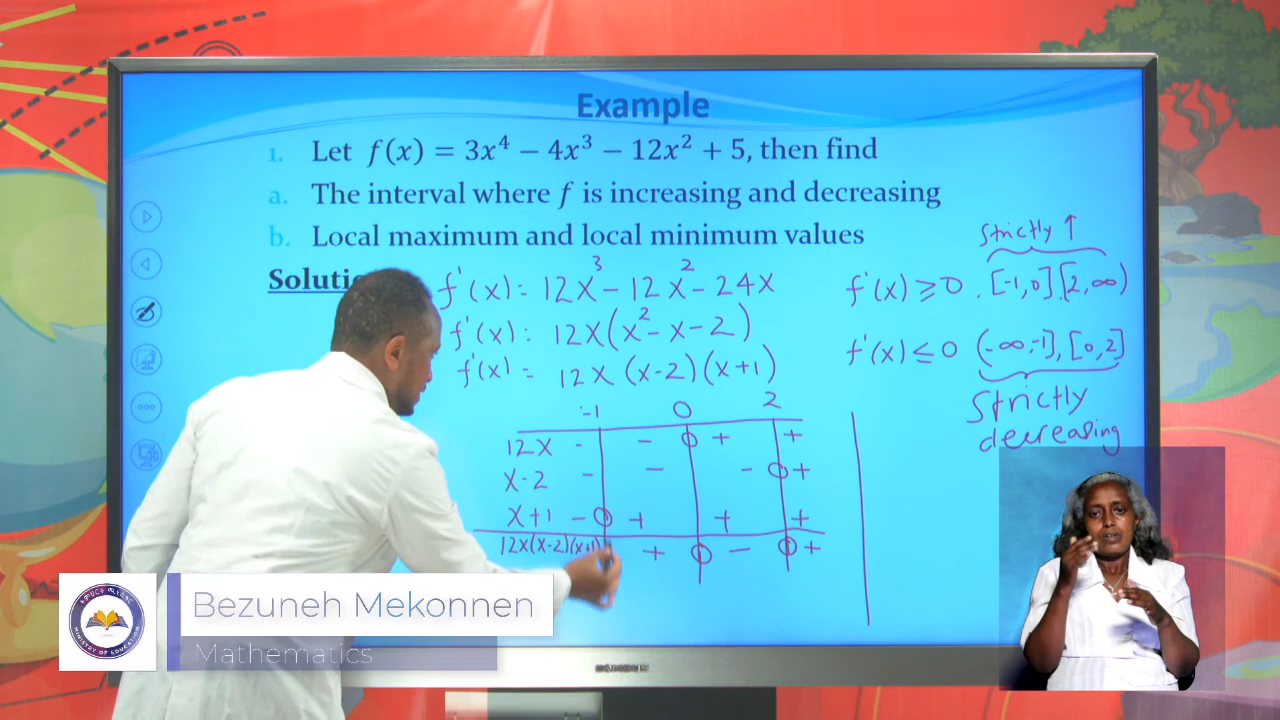 Example
1. Let f(x) = 3x⁴ − 4x³ − 12x² + 5, then find
a. The interval where f is increasing and decreasing
b. Local maximum and local minimum values
Strictly ↑
f'(x) = 12x³ - 12x² - 24x
f'(x) ≥ 0 . [-1,0] [2,∞)
f'(x) = 12x(x² - x - 2)
f'(x) ≤ 0 (-∞,-1], [0,2]
f'(x) = 12x (x-2)(x+1)
Strictly
decreasing
-1 0 2
12x - - 0 + +
x-2 - - - 0 +
x+1 - 0 + + +
12x(x-2)(x+1) + 0 - 0 +
Bezuneh Mekonnen
Mathematics
MINISTRY OF EDUCATION